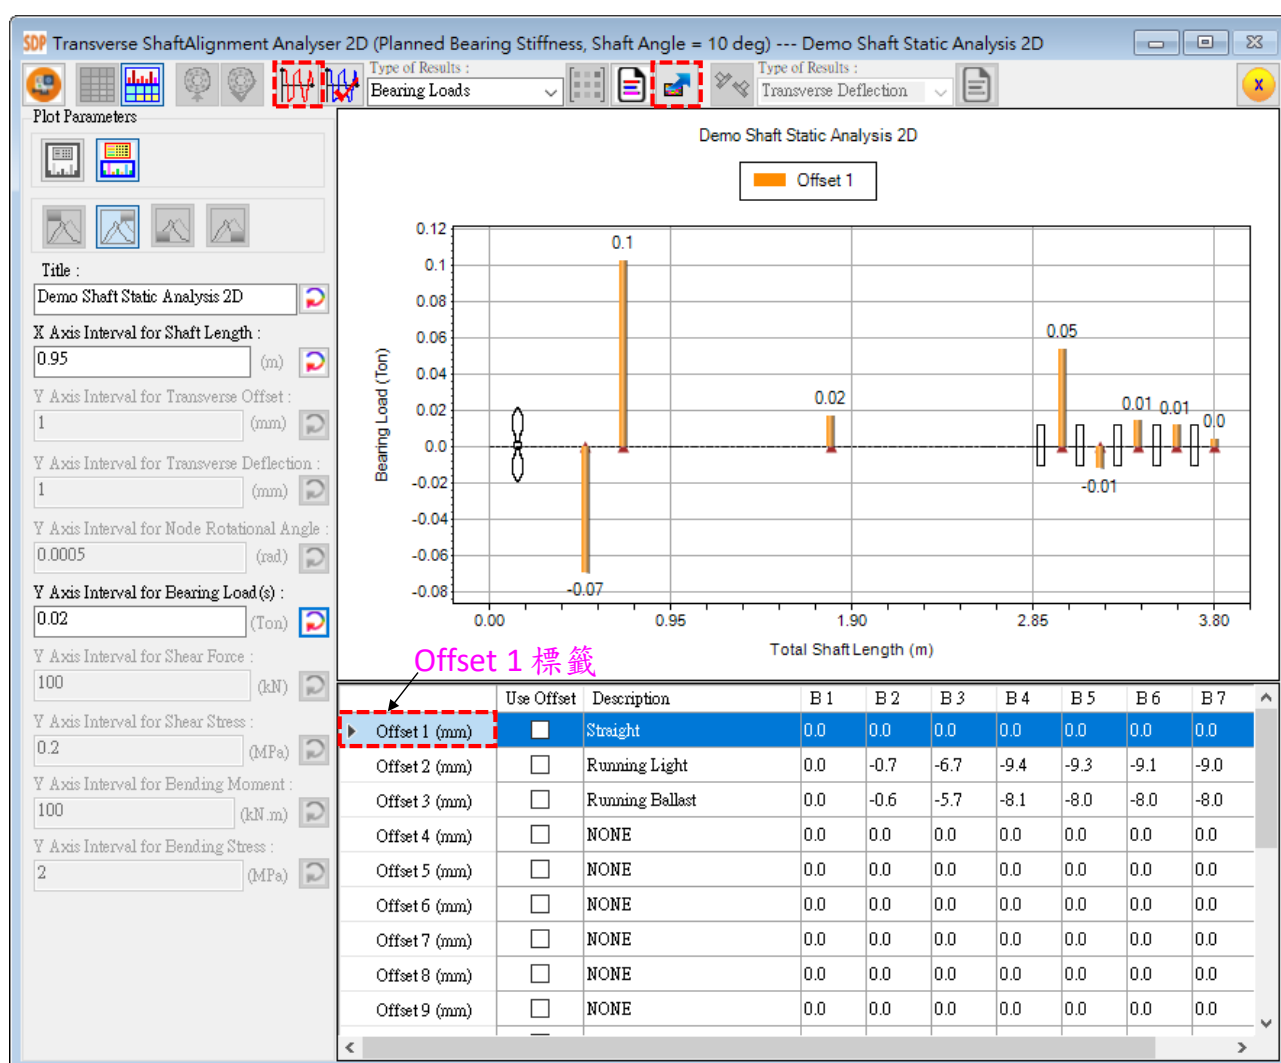 SDP Transverse ShaftAlignment Analyser 2D (Planned Bearing Stiffness, Shaft Angle = 10 deg) --- Demo Shaft Static Analysis 2D
Type of Results :
Bearing Loads
Type of Results :
Transverse Deflection
x
Plot Parameters
Title :
Demo Shaft Static Analysis 2D
X Axis Interval for Shaft Length :
0.95 (m)
Y Axis Interval for Transverse Offset :
1 (mm)
Y Axis Interval for Transverse Deflection :
1 (mm)
Y Axis Interval for Node Rotational Angle :
0.0005 (rad)
Y Axis Interval for Bearing Load(s) :
0.02 (Ton)
Y Axis Interval for Shear Force :
100 (kN)
Y Axis Interval for Shear Stress :
0.2 (MPa)
Y Axis Interval for Bending Moment :
100 (kN.m)
Y Axis Interval for Bending Stress :
2 (MPa)
Demo Shaft Static Analysis 2D
Offset 1
Bearing Load (Ton)
0.12
0.1
0.08
0.06
0.04
0.02
0.0
-0.02
-0.04
-0.06
-0.08
-0.07
0.1
0.02
0.05
-0.01
0.01
0.01
0.0
0.00 0.95 1.90 2.85 3.80
Total Shaft Length (m)
Offset 1 標籤
Use Offset Description B 1 B 2 B 3 B 4 B 5 B 6 B 7
Offset 1 (mm) Straight 0.0 0.0 0.0 0.0 0.0 0.0 0.0
Offset 2 (mm) Running Light 0.0 -0.7 -6.7 -9.4 -9.3 -9.1 -9.0
Offset 3 (mm) Running Ballast 0.0 -0.6 -5.7 -8.1 -8.0 -8.0 -8.0
Offset 4 (mm) NONE 0.0 0.0 0.0 0.0 0.0 0.0 0.0
Offset 5 (mm) NONE 0.0 0.0 0.0 0.0 0.0 0.0 0.0
Offset 6 (mm) NONE 0.0 0.0 0.0 0.0 0.0 0.0 0.0
Offset 7 (mm) NONE 0.0 0.0 0.0 0.0 0.0 0.0 0.0
Offset 8 (mm) NONE 0.0 0.0 0.0 0.0 0.0 0.0 0.0
Offset 9 (mm) NONE 0.0 0.0 0.0 0.0 0.0 0.0 0.0